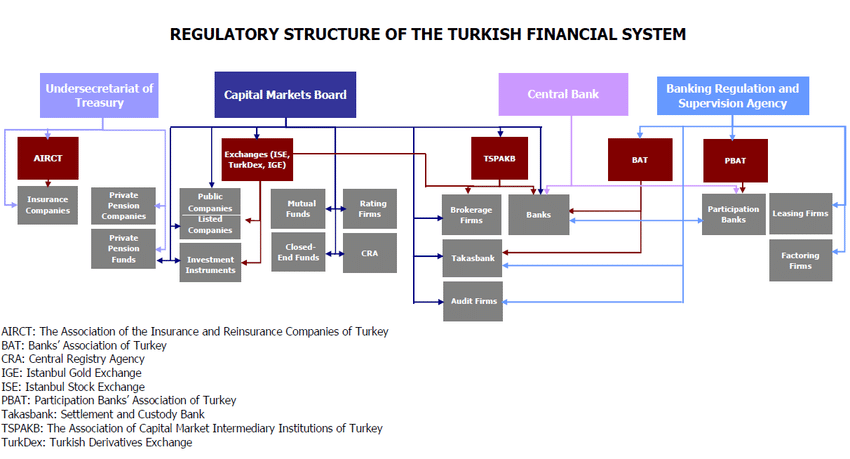 REGULATORY STRUCTURE OF THE TURKISH FINANCIAL SYSTEM
Undersecretariat of
Treasury
Capital Markets Board
Central Bank
Banking Regulation and
Supervision Agency
AIRCT
Exchanges (ISE,
TurkDex, IGE)
TSPAKB
BAT
PBAT
Insurance
Companies
Private
Pension
Companies
Private
Pension
Funds
Public
Companies
Listed
Companies
Investment
Instruments
Mutual
Funds
Rating
Firms
Closed-
End Funds
CRA
Brokerage
Firms
Banks
Takasbank
Audit Firms
Participation
Banks
Leasing Firms
Factoring
Firms
AIRCT: The Association of the Insurance and Reinsurance Companies of Turkey
BAT: Banks' Association of Turkey
CRA: Central Registry Agency
IGE: Istanbul Gold Exchange
ISE: Istanbul Stock Exchange
PBAT: Participation Banks' Association of Turkey
Takasbank: Settlement and Custody Bank
TSPAKB: The Association of Capital Market Intermediary Institutions of Turkey
TurkDex: Turkish Derivatives Exchange